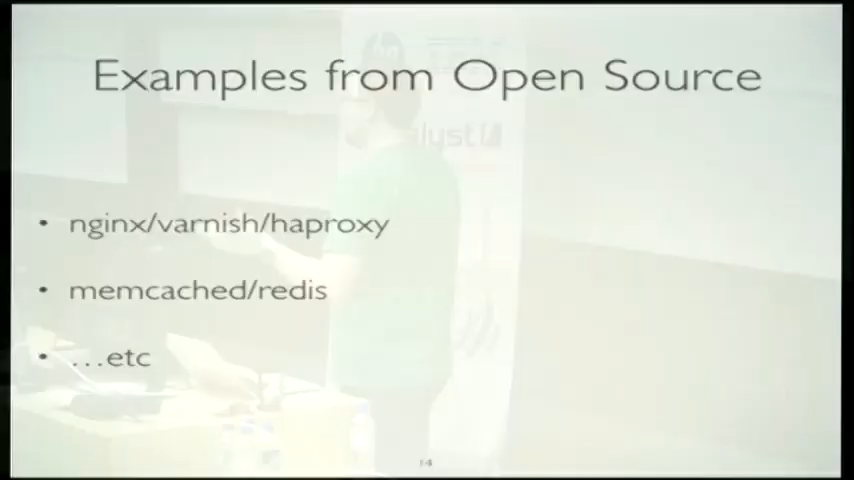 Examples from Open Source
• nginx/varnish/haproxy
• memcached/redis
• …etc
14